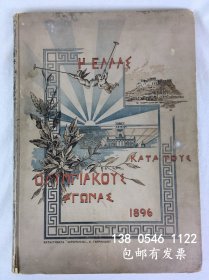 Η ΕΛΛΑΣ
ΚΑΤΑ ΤΟΥΣ
ΟΛΥΜΠΙΑΚΟΥΣ
ΑΓΩΝΑΣ
1896
138 0546 1122
包邮有发票